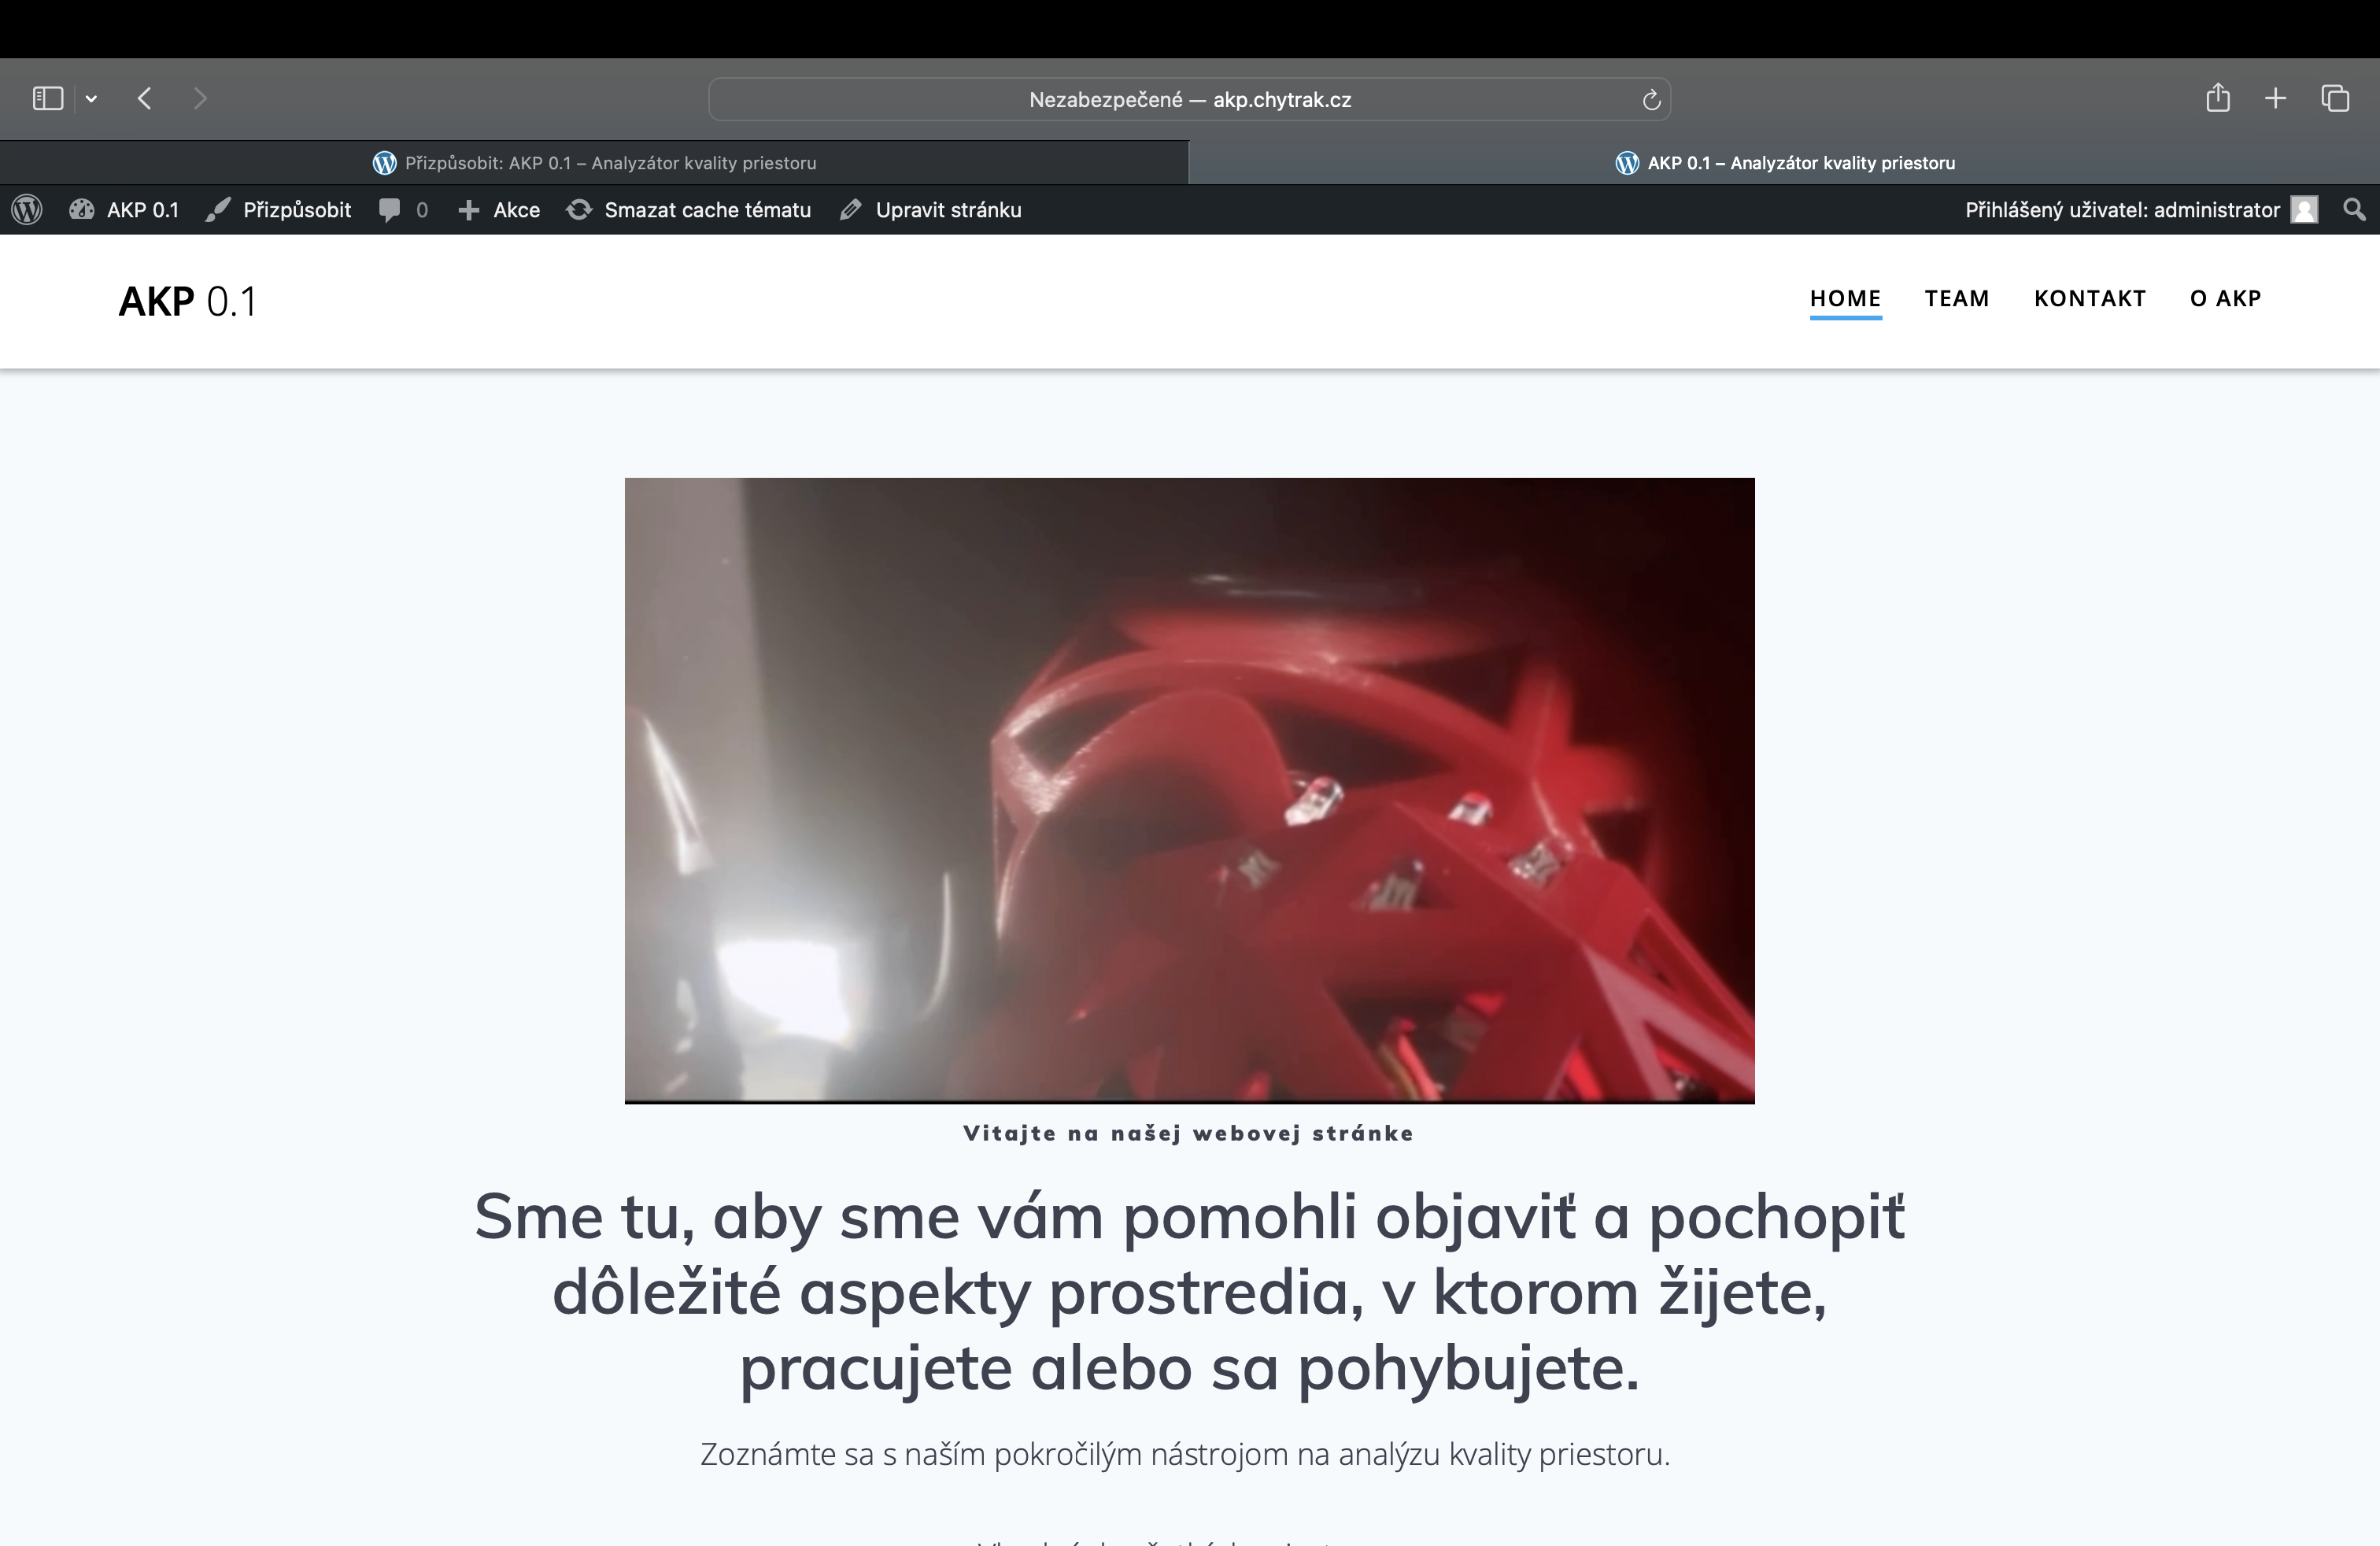 Nezabezpečené — akp.chytrak.cz
Přizpůsobit: AKP 0.1 – Analyzátor kvality priestoru
AKP 0.1 – Analyzátor kvality priestoru
AKP 0.1 Přizpůsobit 0 Akce Smazat cache tématu Upravit stránku Přihlášený uživatel: administrator
AKP 0.1
HOME TEAM KONTAKT O AKP
Vitajte na našej webovej stránke
Sme tu, aby sme vám pomohli objaviť a pochopiť
dôležité aspekty prostredia, v ktorom žijete,
pracujete alebo sa pohybujete.
Zoznámte sa s naším pokročilým nástrojom na analýzu kvality priestoru.